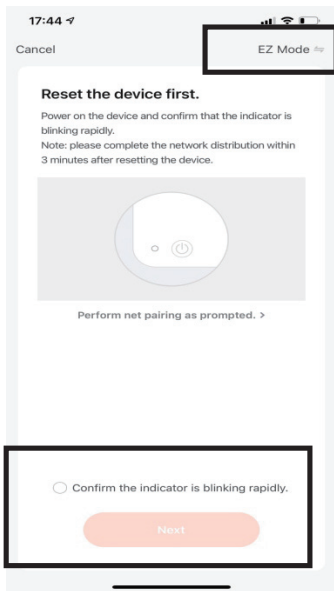 17:44
Cancel
EZ Mode
Reset the device first.
Power on the device and confirm that the indicator is
blinking rapidly.
Note: please complete the network distribution within
3 minutes after resetting the device.
Perform net pairing as prompted. >
Confirm the indicator is blinking rapidly.
Next